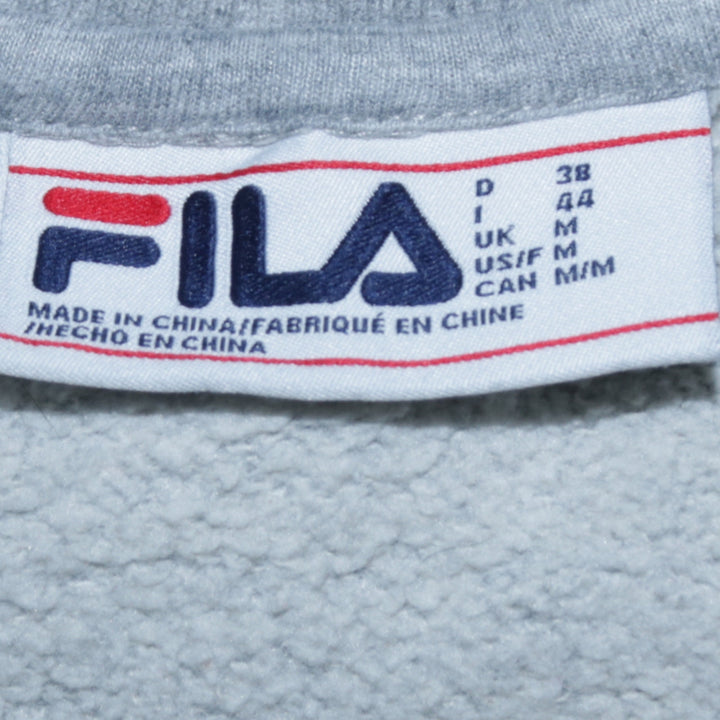 FILA
D 38
I 44
UK M
US/F M
CAN M/M
MADE IN CHINA/FABRIQUÉ EN CHINE
/HECHO EN CHINA